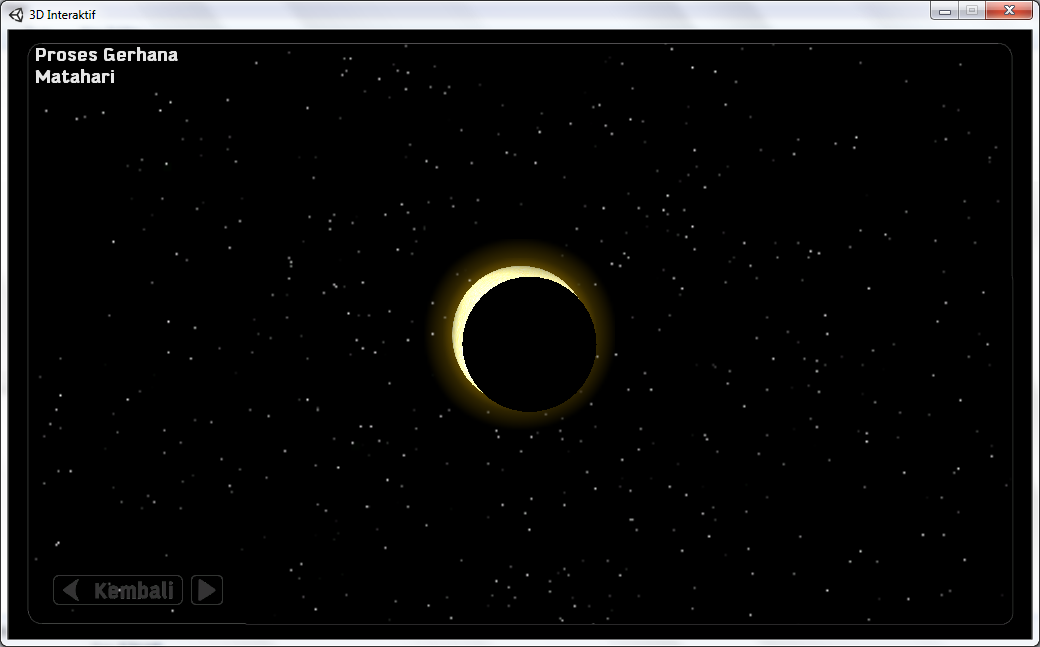 3D Interaktif
Proses Gerhana
Matahari
Kembali